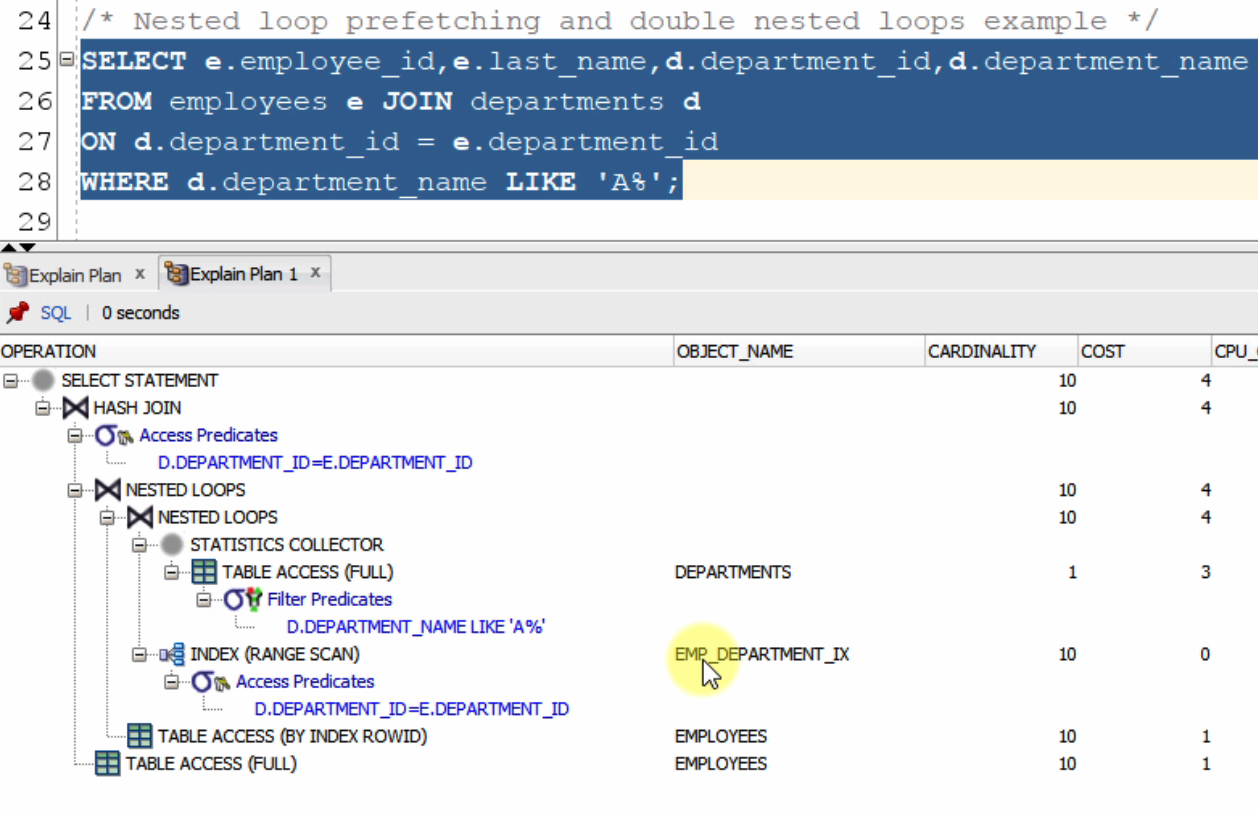 24 /* Nested loop prefetching and double nested loops example */
25 SELECT e.employee_id,e.last_name,d.department_id,d.department_name
26 FROM employees e JOIN departments d
27 ON d.department_id = e.department_id
28 WHERE d.department_name LIKE 'A%';
29
Explain Plan x Explain Plan 1 x
SQL | 0 seconds
OPERATION OBJECT_NAME CARDINALITY COST CPU_
SELECT STATEMENT 10 4
HASH JOIN 10 4
Access Predicates
D.DEPARTMENT_ID=E.DEPARTMENT_ID
NESTED LOOPS 10 4
NESTED LOOPS 10 4
STATISTICS COLLECTOR
TABLE ACCESS (FULL) DEPARTMENTS 1 3
Filter Predicates
D.DEPARTMENT_NAME LIKE 'A%'
INDEX (RANGE SCAN) EMP_DEPARTMENT_IX 10 0
Access Predicates
D.DEPARTMENT_ID=E.DEPARTMENT_ID
TABLE ACCESS (BY INDEX ROWID) EMPLOYEES 10 1
TABLE ACCESS (FULL) EMPLOYEES 10 1